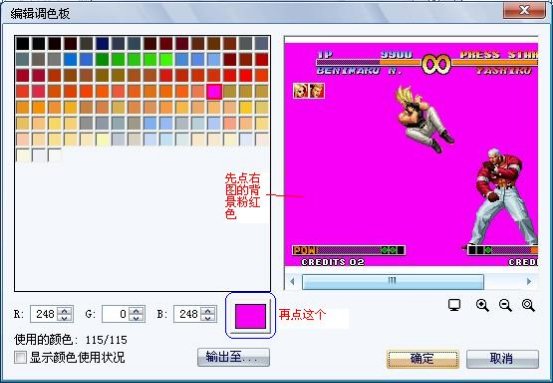 编辑调色板
1P 9900 PRESS STAR
BENIMARU N. YASHIRO
先点右
图的背
景粉红
色
POW
CREDITS 02 CREDI
R: 248 G: 0 B: 248
再点这个
使用的颜色: 115/115
显示颜色使用状况
输出至...
确定
取消